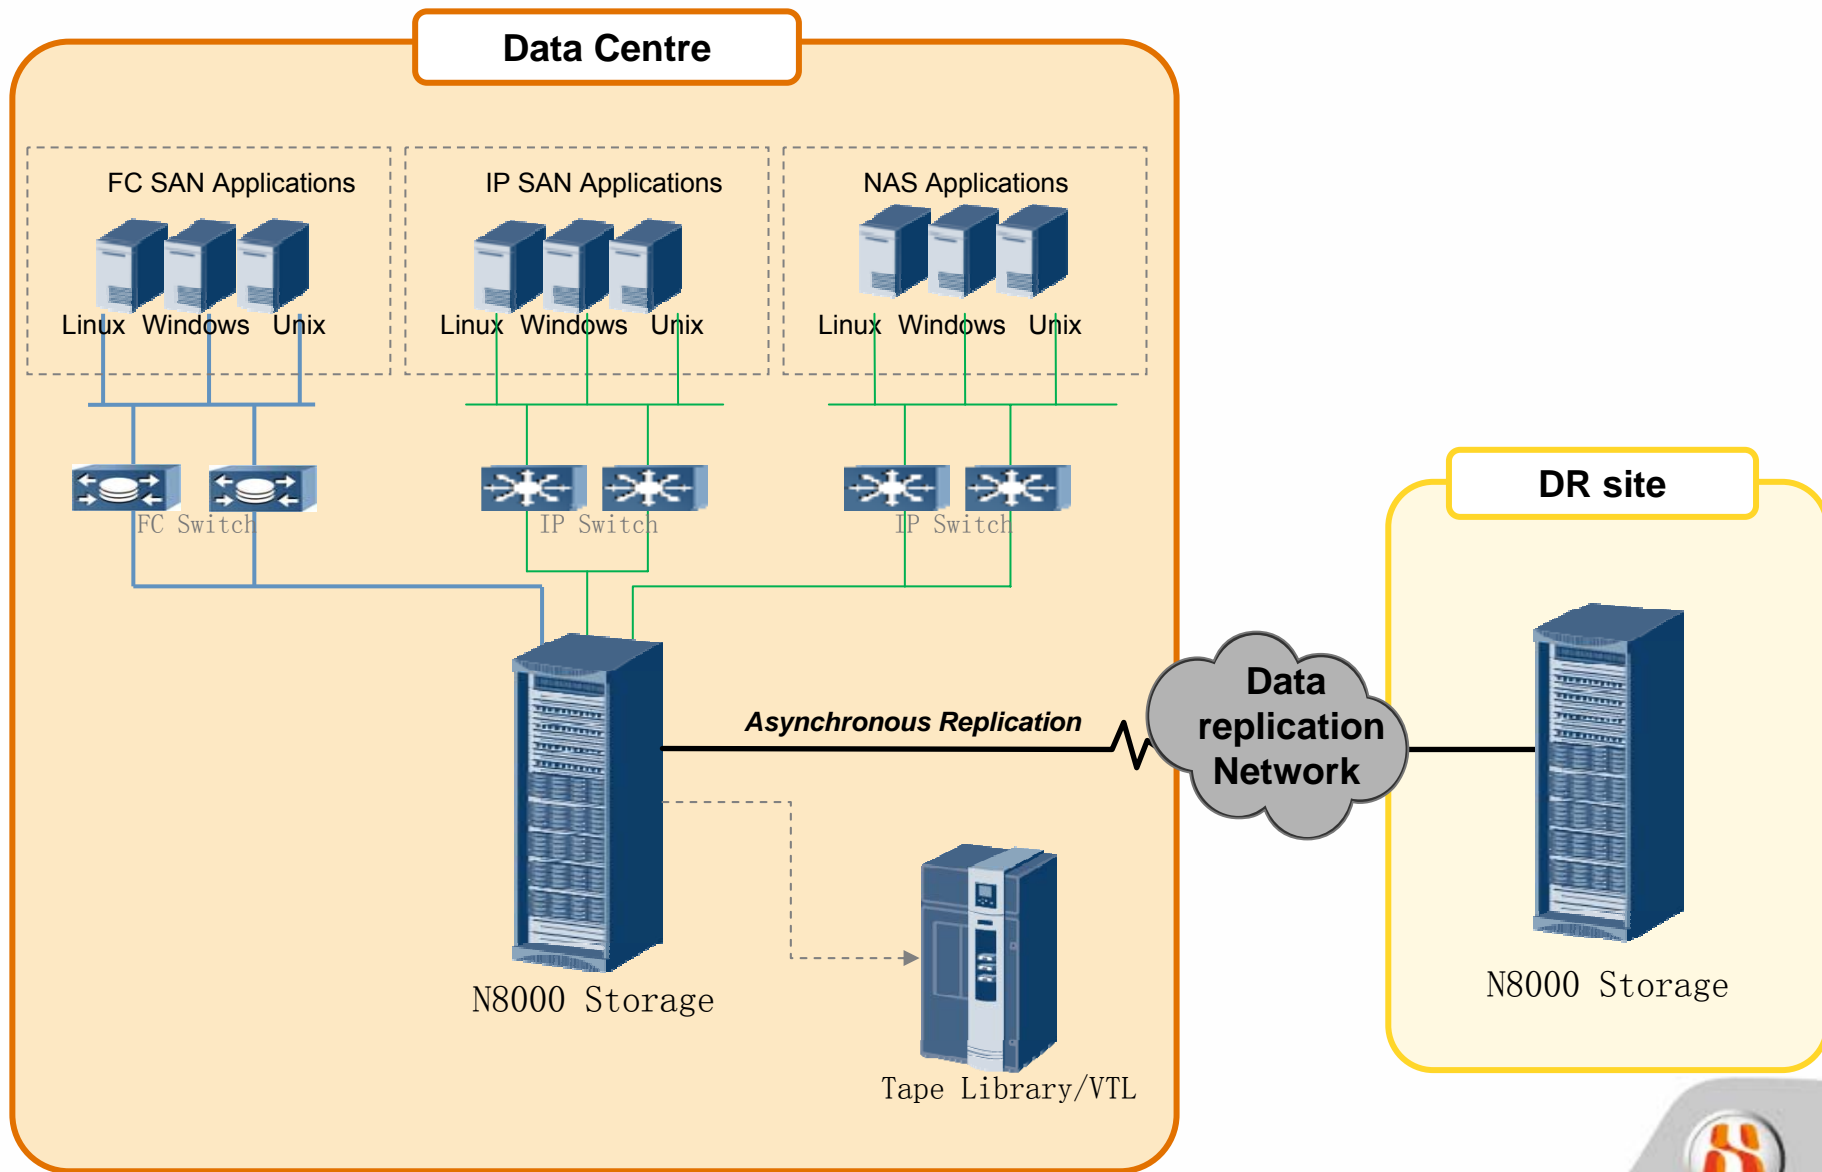 Data Centre
FC SAN Applications
IP SAN Applications
NAS Applications
Linux Windows Unix
Linux Windows Unix
Linux Windows Unix
FC Switch
IP Switch
IP Switch
DR site
Asynchronous Replication
Data
replication
Network
N8000 Storage
N8000 Storage
Tape Library/VTL